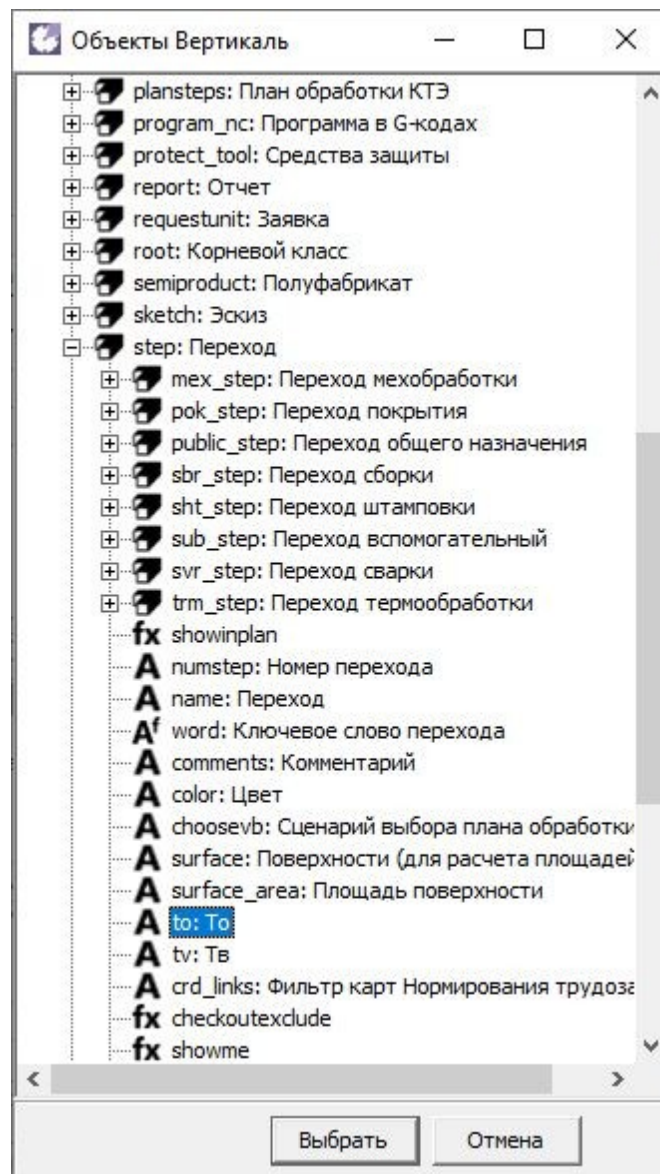 Объекты Вертикаль
plansteps: План обработки КТЭ
program_nc: Программа в G-кодах
protect_tool: Средства защиты
report: Отчет
requestunit: Заявка
root: Корневой класс
semiproduct: Полуфабрикат
sketch: Эскиз
step: Переход
mex_step: Переход мехобработки
pok_step: Переход покрытия
public_step: Переход общего назначения
sbr_step: Переход сборки
sht_step: Переход штамповки
sub_step: Переход вспомогательный
svr_step: Переход сварки
trm_step: Переход термообработки
fx showinplan
A numstep: Номер перехода
A name: Переход
Af word: Ключевое слово перехода
A comments: Комментарий
A color: Цвет
A choosevb: Сценарий выбора плана обработки
A surface: Поверхности (для расчета площадей
A surface_area: Площадь поверхности
A to: То
A tv: Тв
A crd_links: Фильтр карт Нормирования трудоза
fx checkoutexclude
fx showme
Выбрать Отмена